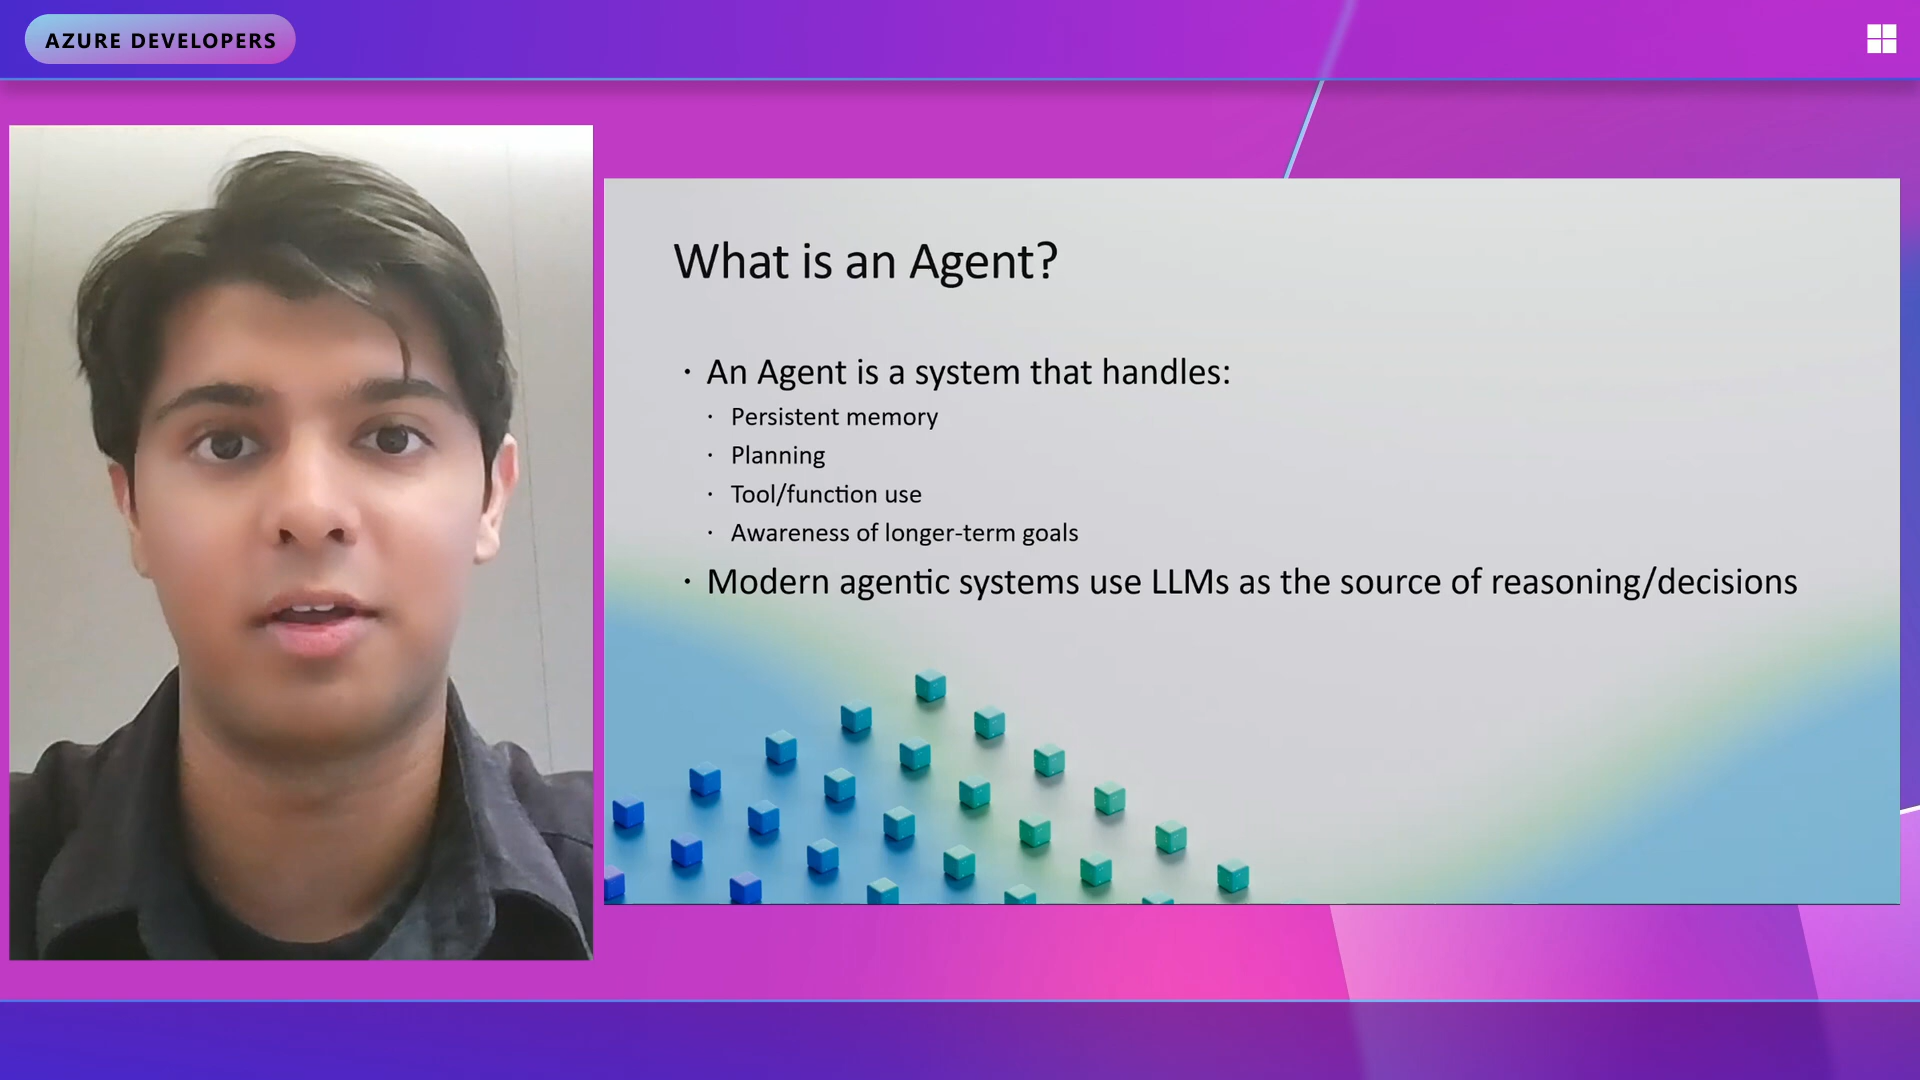 AZURE DEVELOPERS
What is an Agent?
· An Agent is a system that handles:
· Persistent memory
· Planning
· Tool/function use
· Awareness of longer-term goals
· Modern agentic systems use LLMs as the source of reasoning/decisions